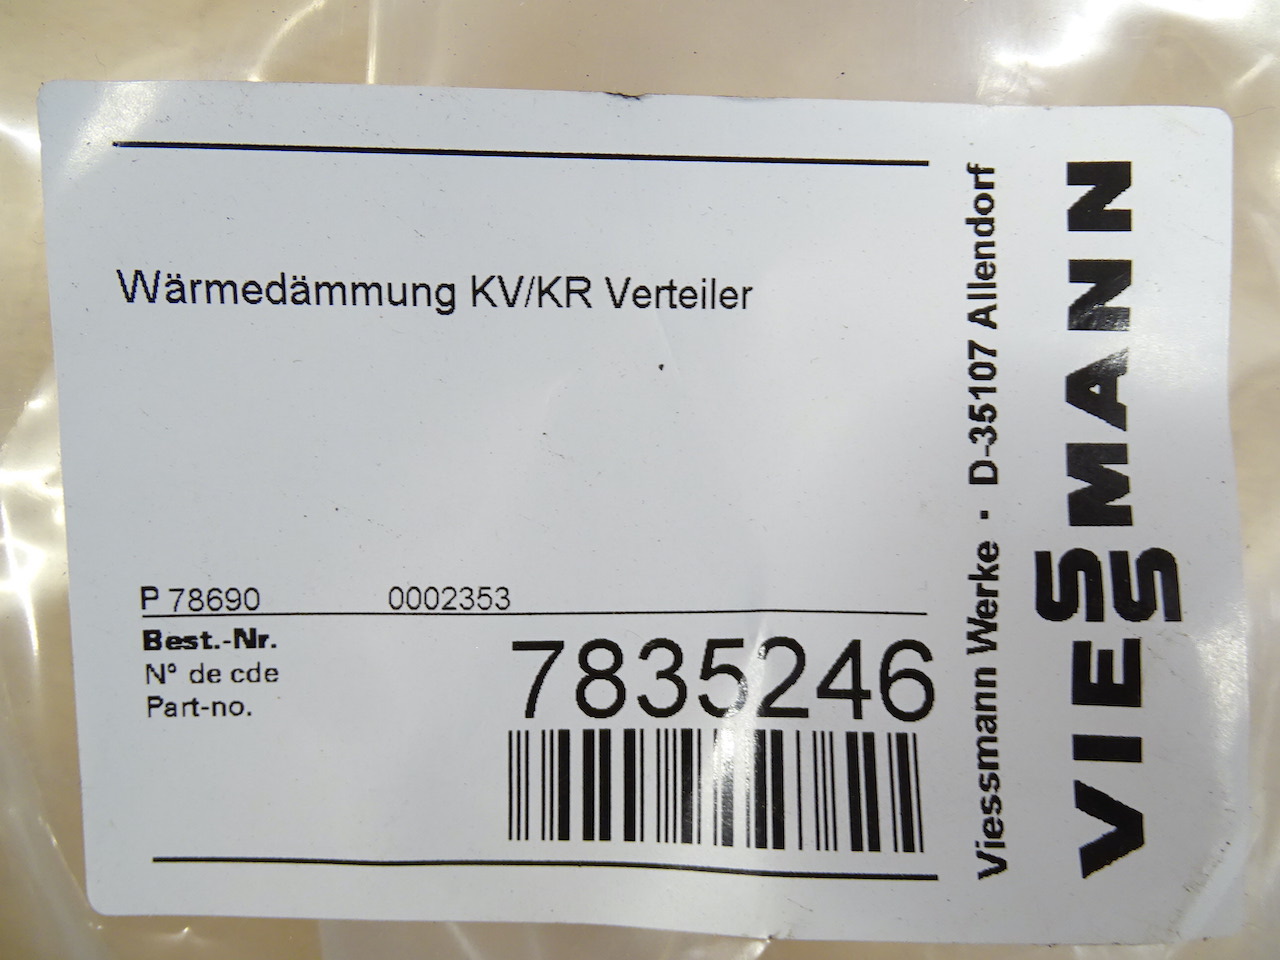 Wärmedämmung KV/KR Verteiler
P 78690 0002353
Best.-Nr.
N° de cde
Part-no.
7835246
Viessmann Werke · D-35107 Allendorf
VIESSMANN